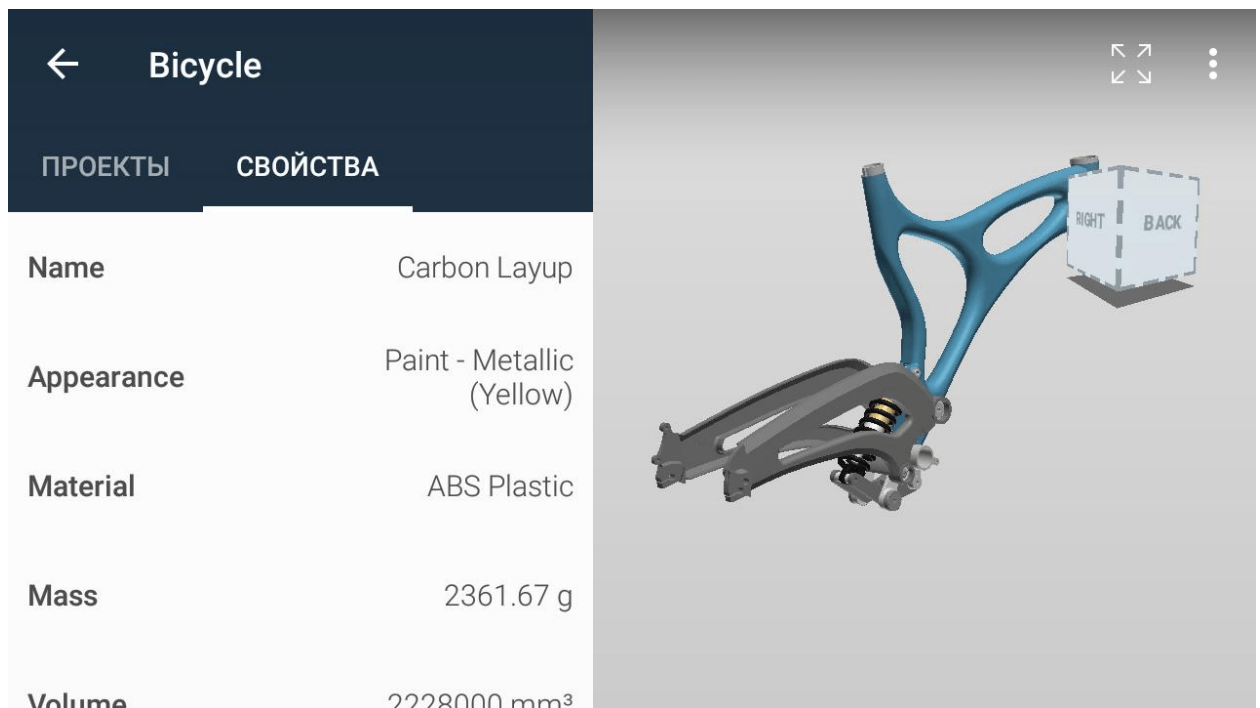 Bicycle
ПРОЕКТЫ СВОЙСТВА
Name Carbon Layup
Appearance Paint - Metallic
(Yellow)
Material ABS Plastic
Mass 2361.67 g
Volume 2228000 mm³
RIGHT BACK